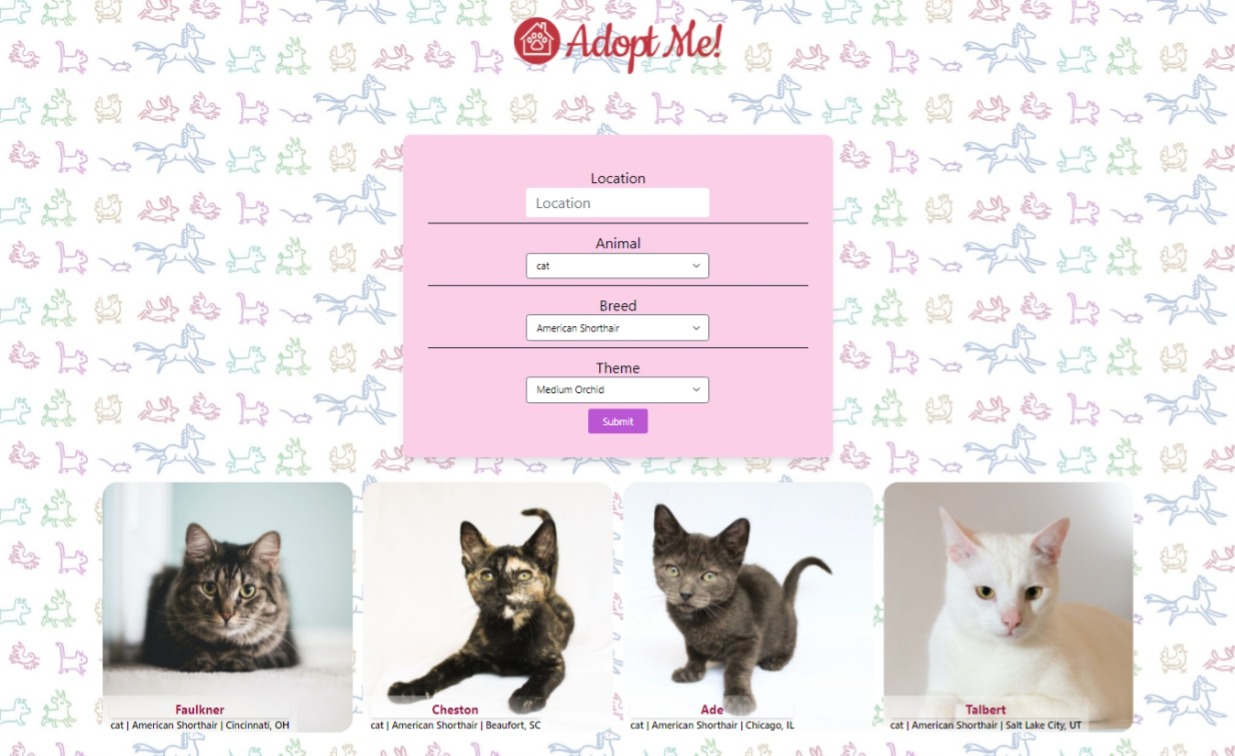 Adopt Me!
Location
Location
Animal
cat
Breed
American Shorthair
Theme
Medium Orchid
Submit
Faulkner
cat | American Shorthair | Cincinnati, OH
Cheston
cat | American Shorthair | Beaufort, SC
Ade
cat | American Shorthair | Chicago, IL
Talbert
cat | American Shorthair | Salt Lake City, UT